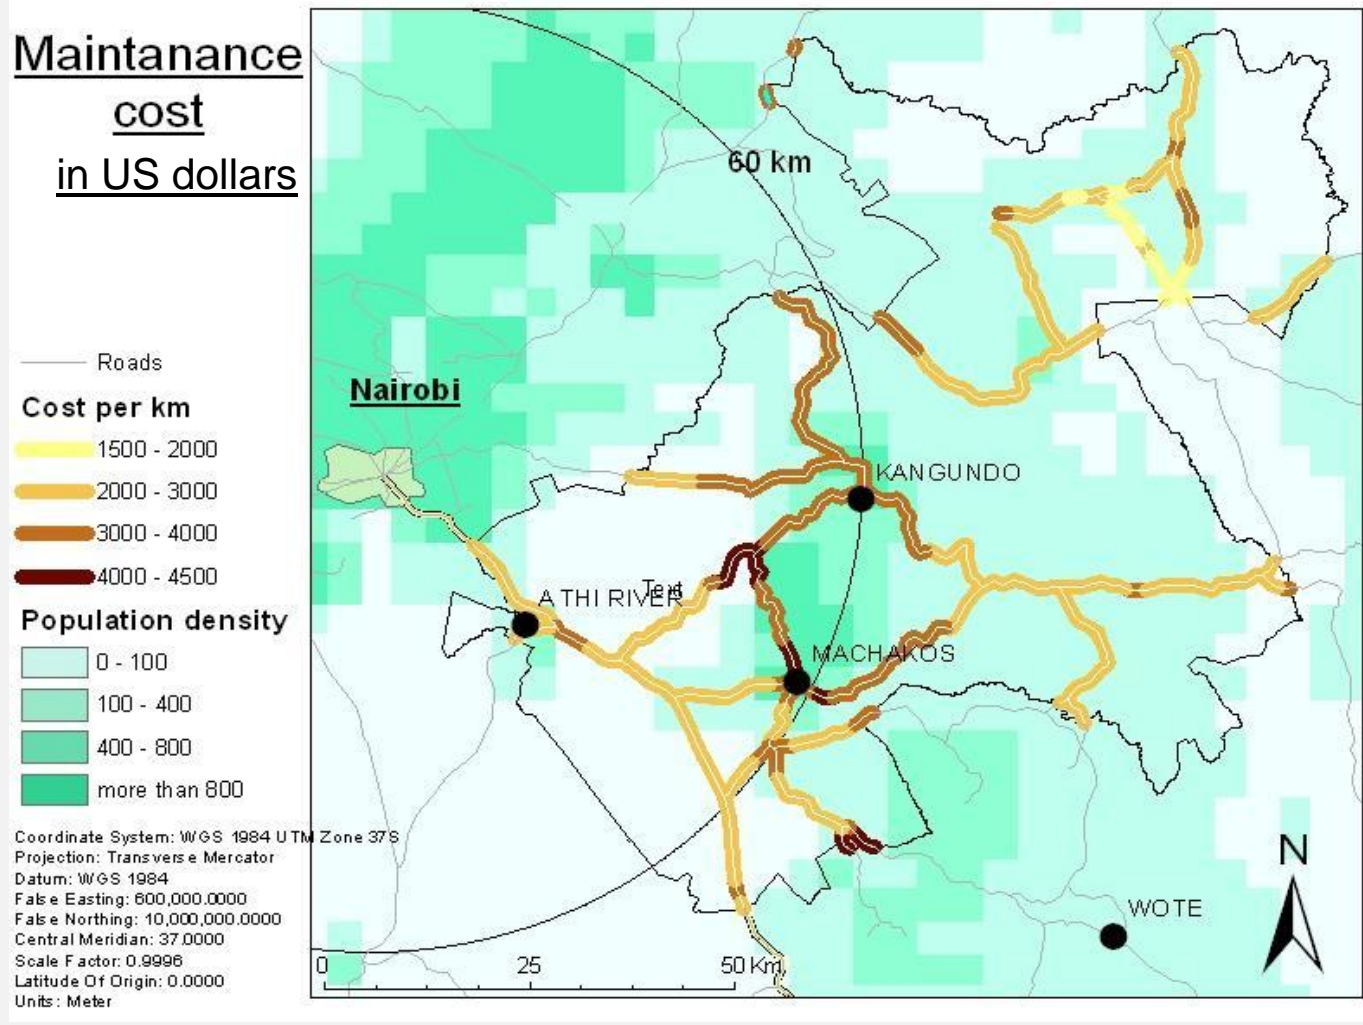 Maintanance
cost
in US dollars
Roads
Cost per km
1500 - 2000
2000 - 3000
3000 - 4000
4000 - 4500
Population density
0 - 100
100 - 400
400 - 800
more than 800
Coordinate System: WGS 1984 UTM Zone 37S
Projection: Transverse Mercator
Datum: WGS 1984
False Easting: 600,000.0000
False Northing: 10,000,000.0000
Central Meridian: 37.0000
Scale Factor: 0.9996
Latitude Of Origin: 0.0000
Units: Meter
60 km
Nairobi
KANGUNDO
Text
ATHI RIVER
MACHAKOS
WOTE
N
0 25 50 Km